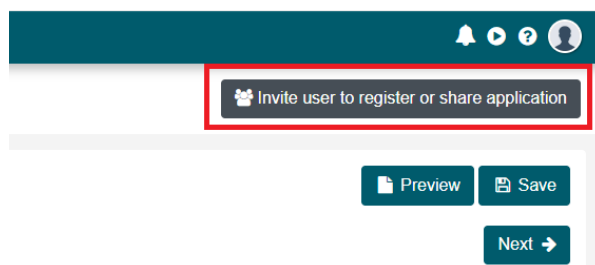 Invite user to register or share application
Preview Save
Next